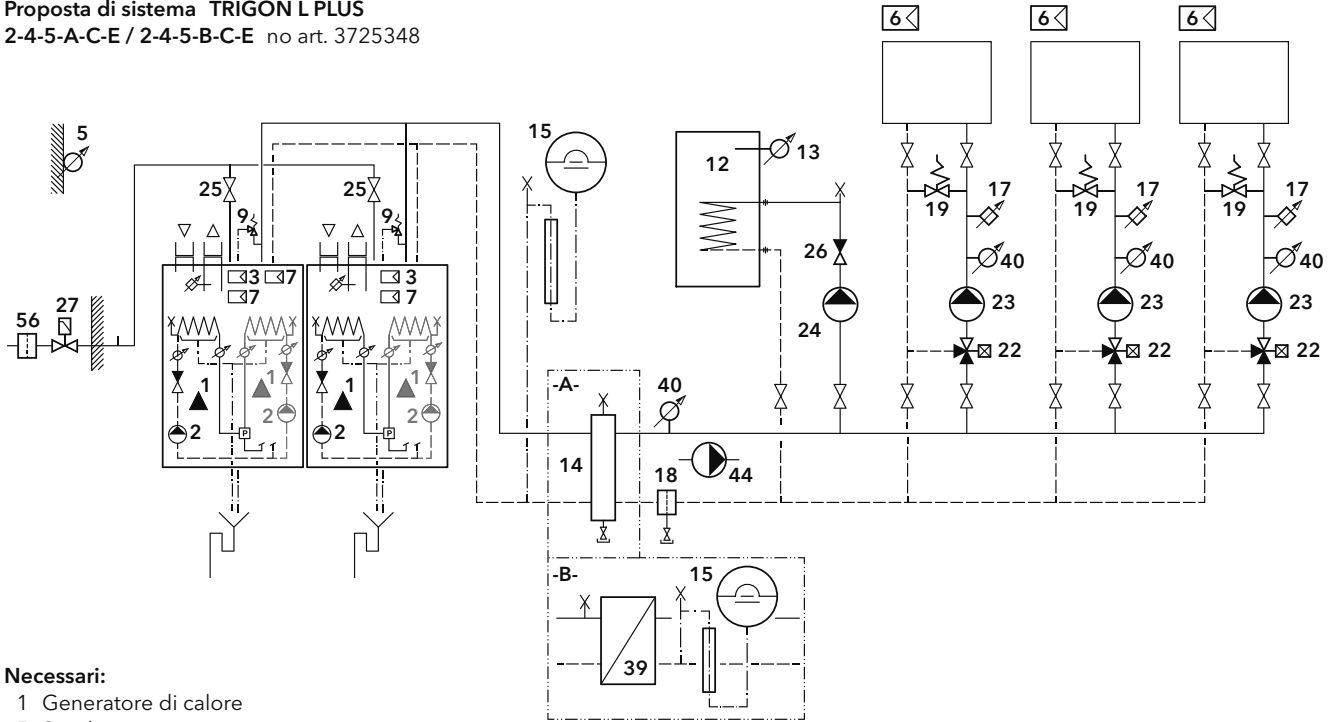 Proposta di sistema TRIGON L PLUS
2-4-5-A-C-E / 2-4-5-B-C-E no art. 3725348
6 6 6
5
15
12
13
25 25
9 9
17 17 17
19 19 19
26
40 40 40
3 7 3
7 7
56 27
24
23 23 23
22 22 22
1 1 1 1
2 2 2 2
P P
-A-
40
14
18
44
-B-
15
39
Necessari:
1 Generatore di calore